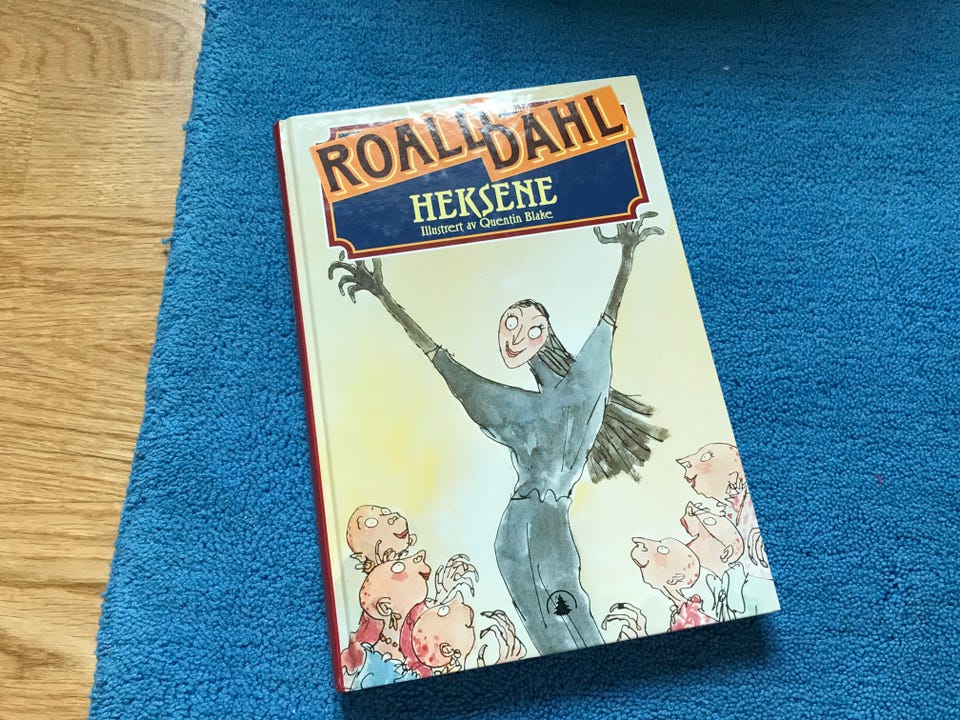 ROALD DAHL
HEKSENE
Illustrert av Quentin Blake